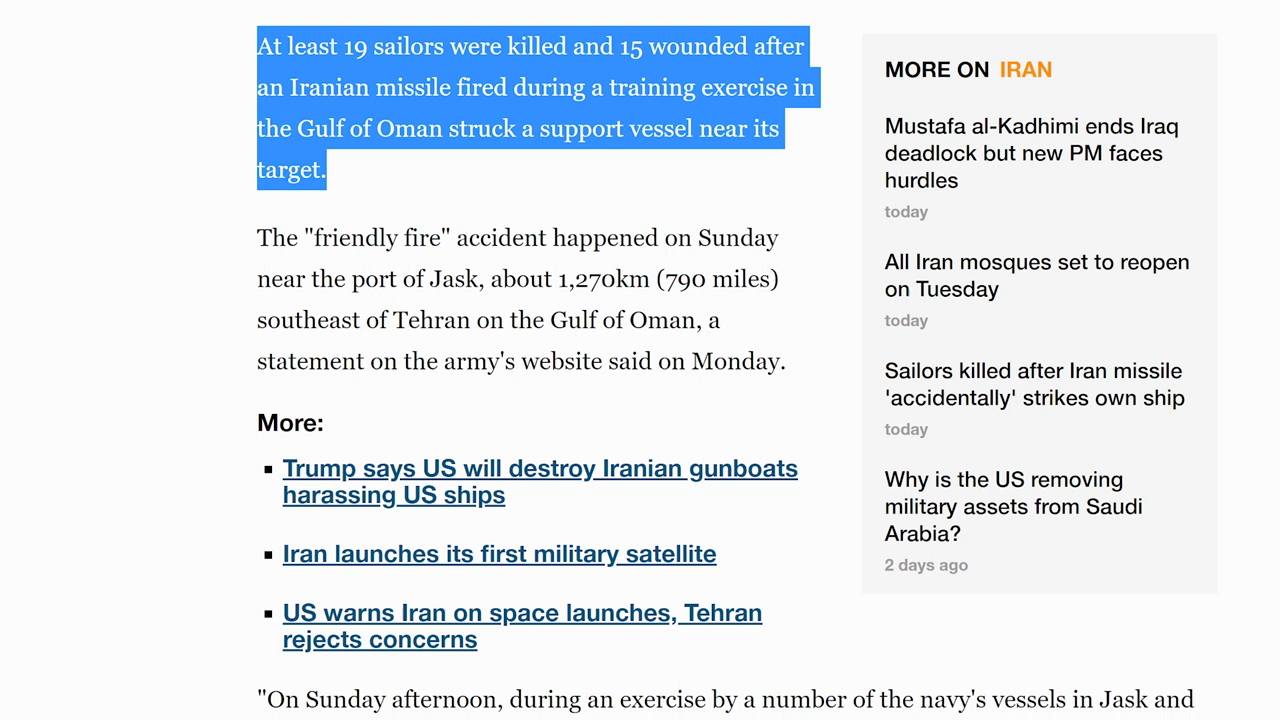 At least 19 sailors were killed and 15 wounded after
an Iranian missile fired during a training exercise in
the Gulf of Oman struck a support vessel near its
target.
The "friendly fire" accident happened on Sunday
near the port of Jask, about 1,270km (790 miles)
southeast of Tehran on the Gulf of Oman, a
statement on the army's website said on Monday.
More:
Trump says US will destroy Iranian gunboats
harassing US ships
Iran launches its first military satellite
US warns Iran on space launches, Tehran
rejects concerns
"On Sunday afternoon, during an exercise by a number of the navy's vessels in Jask and
MORE ON IRAN
Mustafa al-Kadhimi ends Iraq
deadlock but new PM faces
hurdles
today
All Iran mosques set to reopen
on Tuesday
today
Sailors killed after Iran missile
'accidentally' strikes own ship
today
Why is the US removing
military assets from Saudi
Arabia?
2 days ago